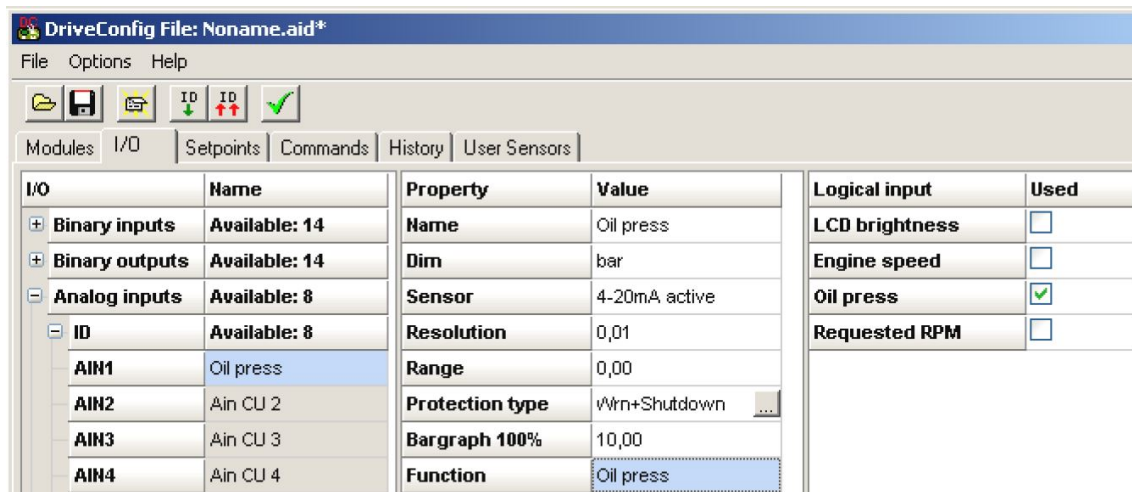 DriveConfig File: Noname.aid*
File Options Help
ID ID
Modules I/O Setpoints Commands History User Sensors
I/O Name Property Value Logical input Used
Binary inputs Available: 14 Name Oil press LCD brightness
Binary outputs Available: 14 Dim bar Engine speed
Analog inputs Available: 8 Sensor 4-20mA active Oil press
ID Available: 8 Resolution 0,01 Requested RPM
AIN1 Oil press Range 0,00
AIN2 Ain CU 2 Protection type Wrn+Shutdown ...
AIN3 Ain CU 3 Bargraph 100% 10,00
AIN4 Ain CU 4 Function Oil press